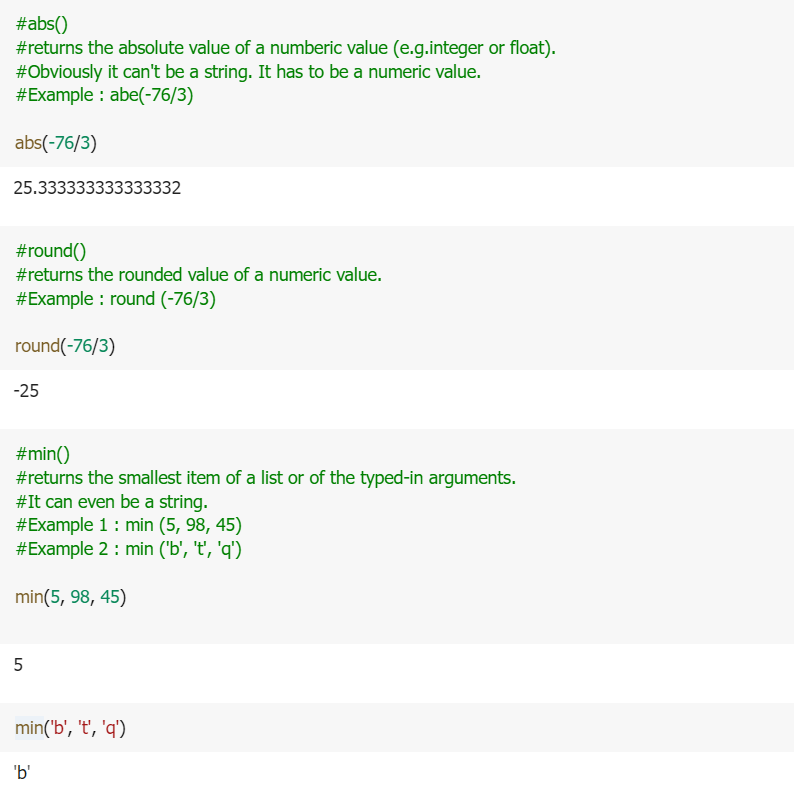 #abs()
#returns the absolute value of a numberic value (e.g.integer or float).
#Obviously it can't be a string. It has to be a numeric value.
#Example : abe(-76/3)
abs(-76/3)
25.333333333333332
#round()
#returns the rounded value of a numeric value.
#Example : round (-76/3)
round(-76/3)
-25
#min()
#returns the smallest item of a list or of the typed-in arguments.
#It can even be a string.
#Example 1 : min (5, 98, 45)
#Example 2 : min ('b', 't', 'q')
min(5, 98, 45)
5
min('b', 't', 'q')
'b'